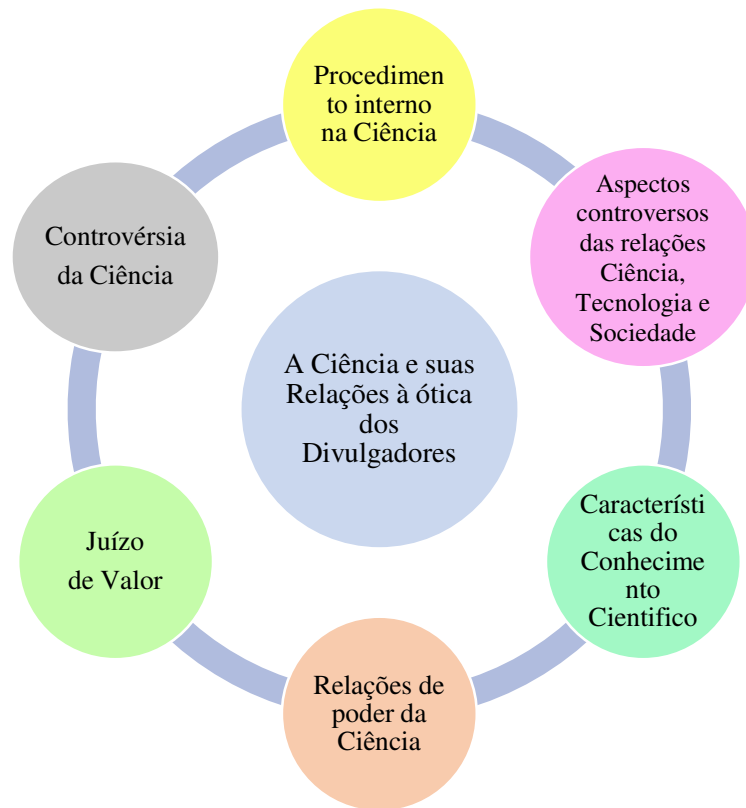 Procedimen
to interno
na Ciência
Aspectos
controversos
das relações
Ciência,
Tecnologia e
Sociedade
Característi
cas do
Conhecime
nto
Cientifico
Relações de
poder da
Ciência
Juízo
de Valor
Controvérsia
da Ciência
A Ciência e suas
Relações à ótica
dos
Divulgadores